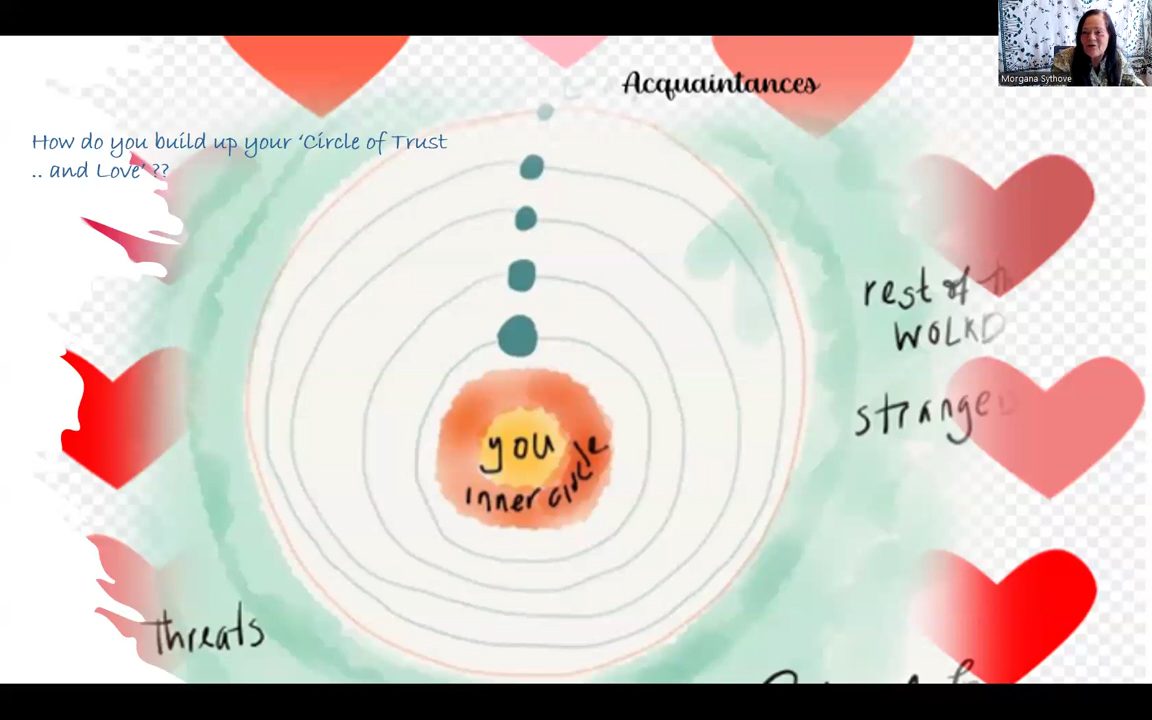 Morgana Sythove
Acquaintances
How do you build up your ‘Circle of Trust
.. and Love’ ??
rest of
WOLKD
strange
you
inner circle
threats